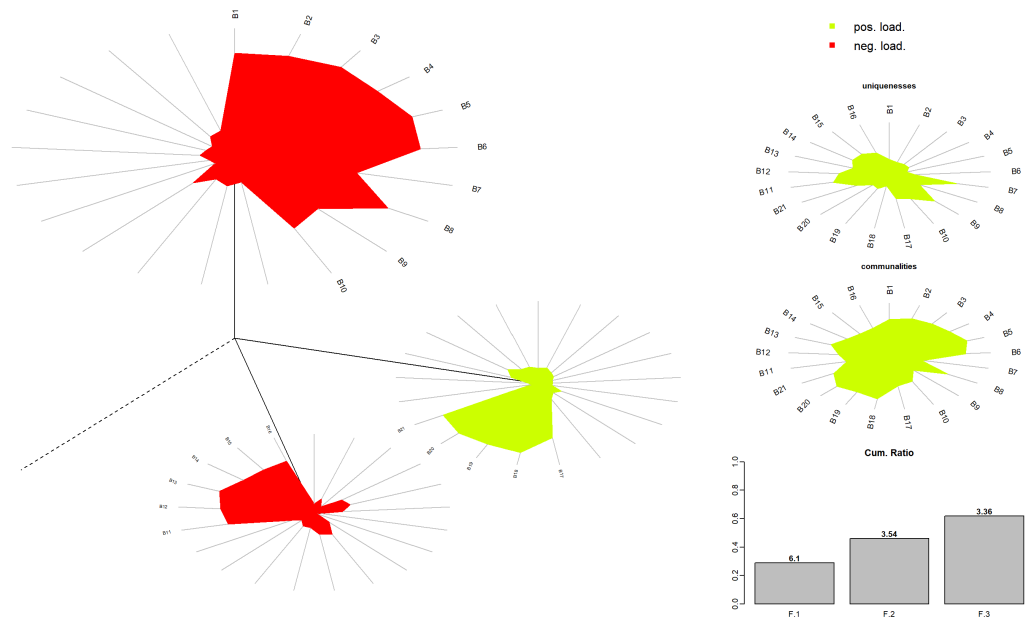 B1
B2
B3
B4
B5
B6
B7
B8
B9
B10
pos. load.
neg. load.
uniquenesses
B1
B2
B3
B4
B5
B6
B7
B8
B9
B10
B17
B18
B19
B20
B21
B11
B12
B13
B14
B15
B16
communalities
B1
B2
B3
B4
B5
B6
B7
B8
B9
B10
B17
B18
B19
B20
B21
B11
B12
B13
B14
B15
B16
B21
B20
B19
B18
B17
B16
B15
B14
B13
B12
B11
Cum. Ratio
1.0
0.8
0.6
0.4
0.2
0.0
6.1
3.54
3.36
F.1
F.2
F.3